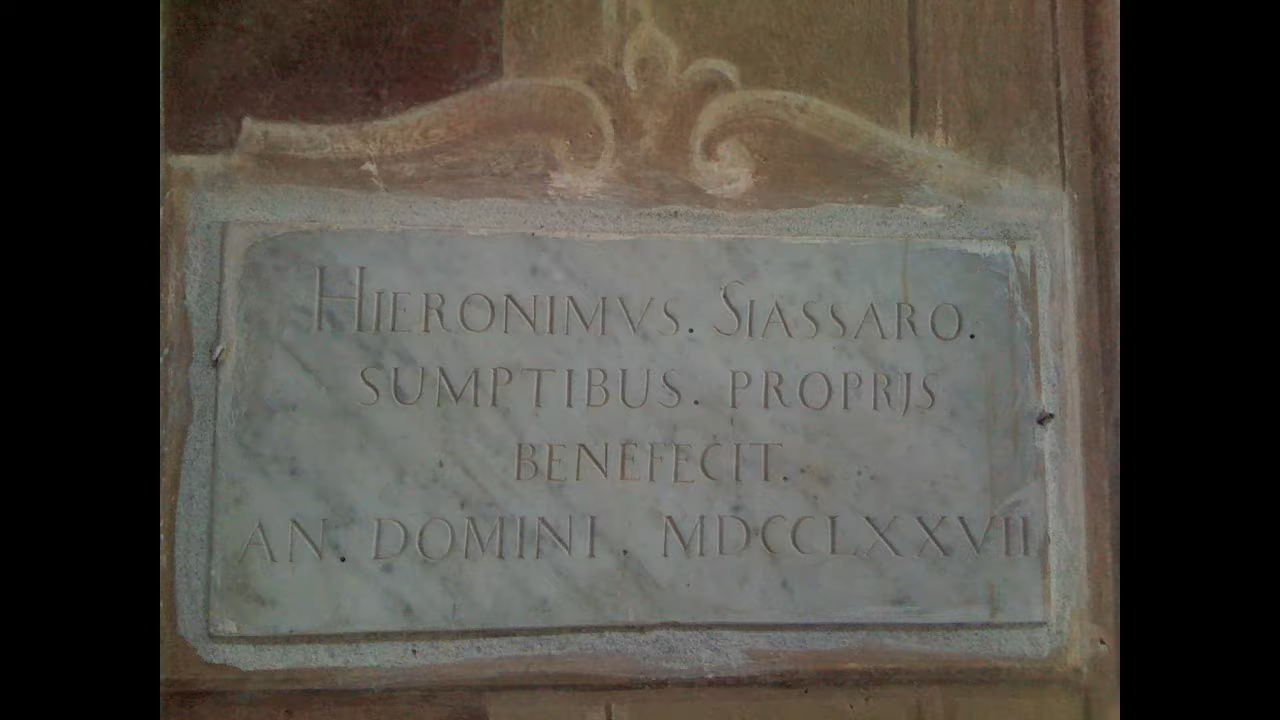 HIERONIMVS. SIASSARO.
SUMPTIBUS. PROPRIJS
BENEFECIT.
AN. DOMINI. MDCCLXXVII